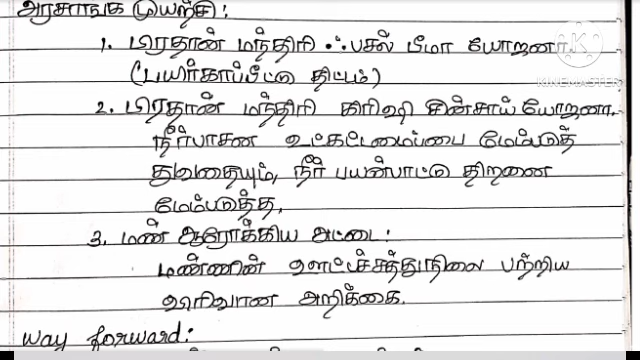 அரசாங்க முயற்சி:
1. பிரதான் மந்திரி ஃபசல் பீமா யோஜனா
(பயிர்காப்பீட்டு திட்டம்)
2. பிரதான் மந்திரி கிரிஷி சின்சாய் யோஜனா.
நீர்பாசன உட்கட்டமைப்பை மேம்படுத்
துவதையும், நீர் பயன்பாட்டு திறனை
மேம்படுத்த.
3. மண் ஆரோக்கிய அட்டை:
மண்ணின் ஊட்டச்சத்துநிலை பற்றிய
விரிவான அறிக்கை.
way forward:
KINEMASTER